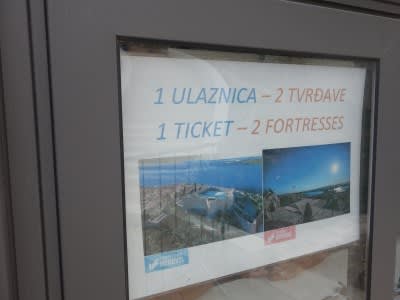 1 ULAZNICA – 2 TVRĐAVE
1 TICKET – 2 FORTRESSES